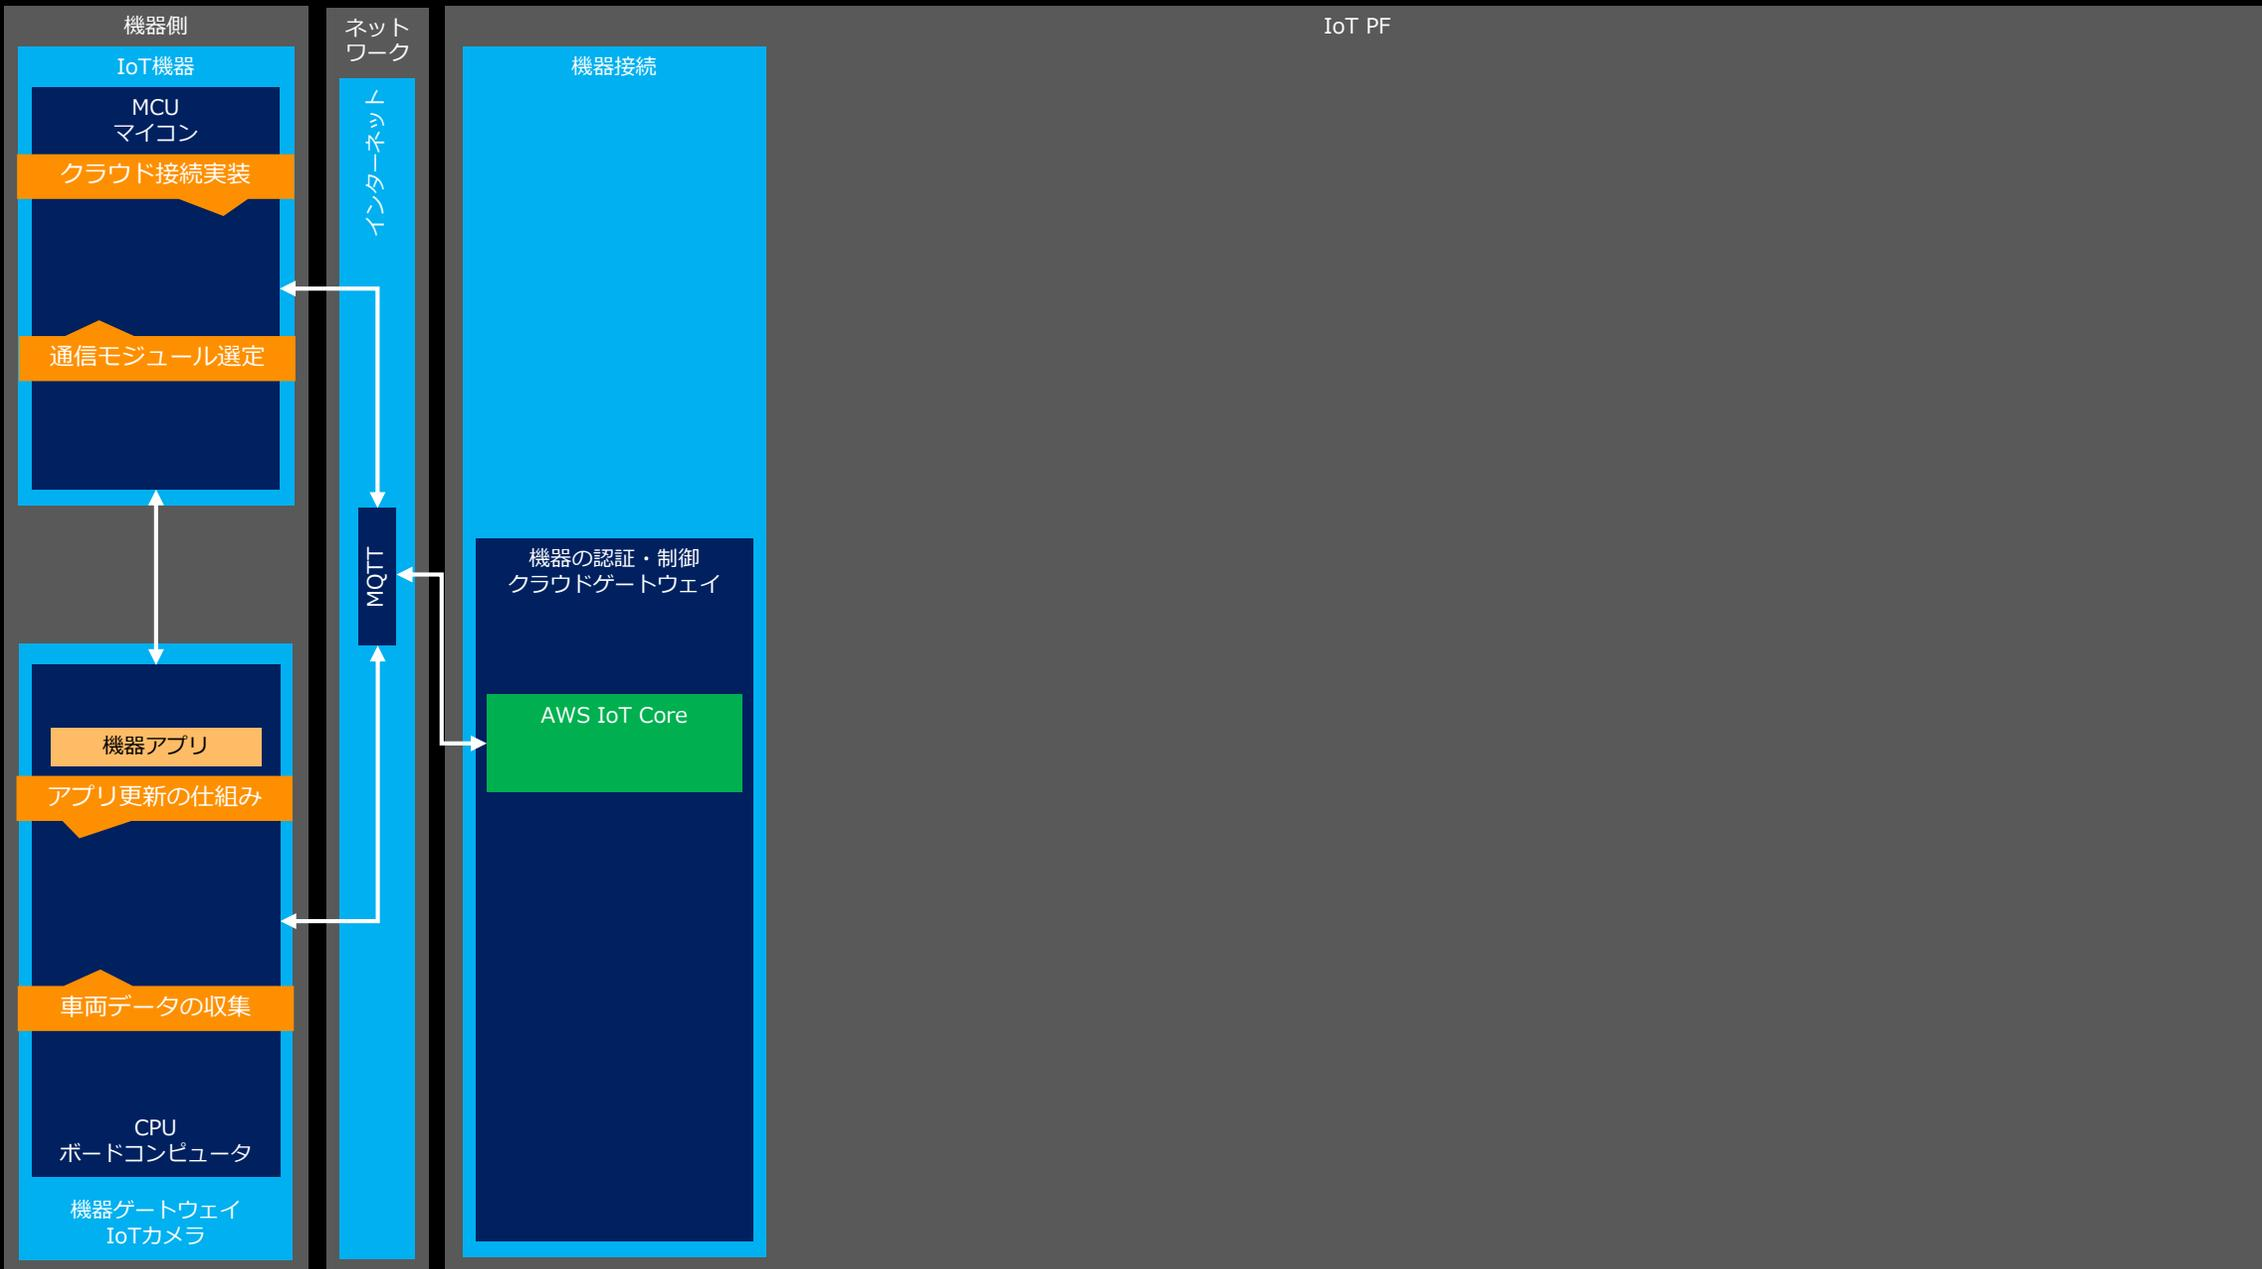 機器側
IoT機器
MCU
マイコン
クラウド接続実装
通信モジュール選定
機器アプリ
アプリ更新の仕組み
車両データの収集
CPU
ボードコンピュータ
機器ゲートウェイ
IoTカメラ
ネット
ワーク
インターネット
MQTT
IoT PF
機器接続
機器の認証・制御
クラウドゲートウェイ
AWS IoT Core